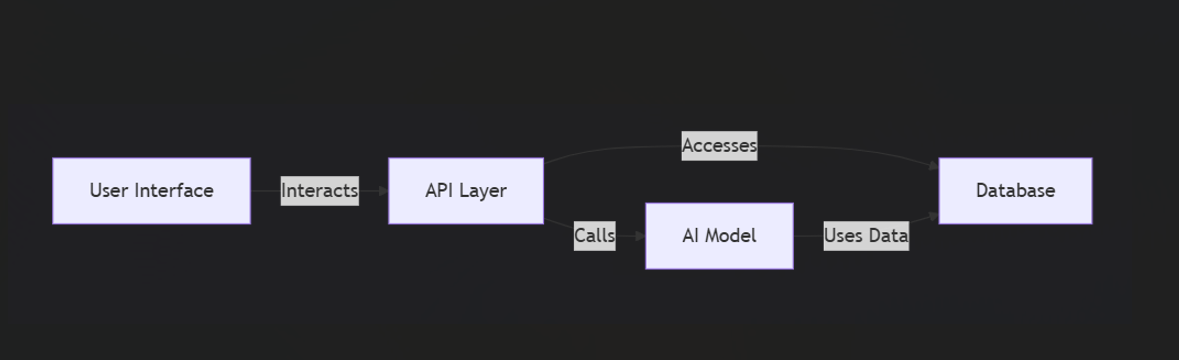 User Interface
Interacts
API Layer
Accesses
Calls
AI Model
Uses Data
Database